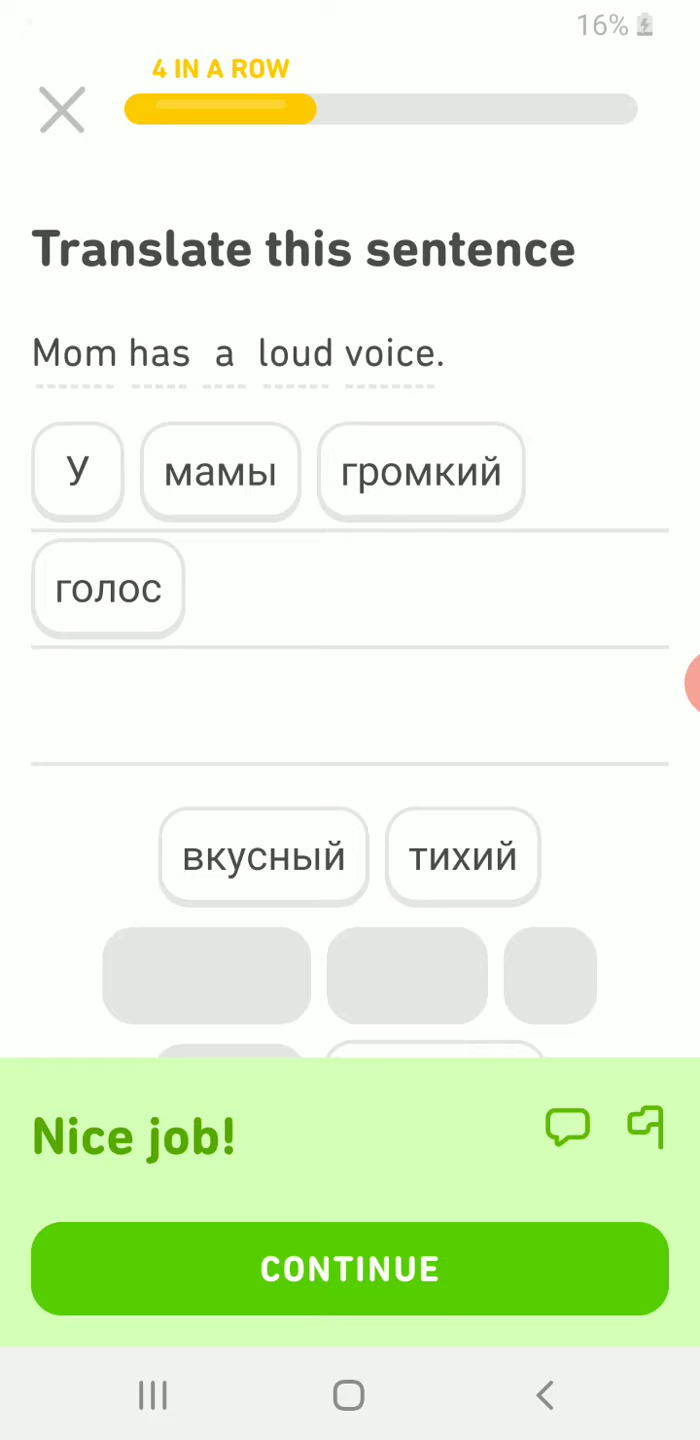 16%
4 IN A ROW
Translate this sentence
Mom has a loud voice.
У мамы громкий
голос
вкусный тихий
Nice job!
CONTINUE